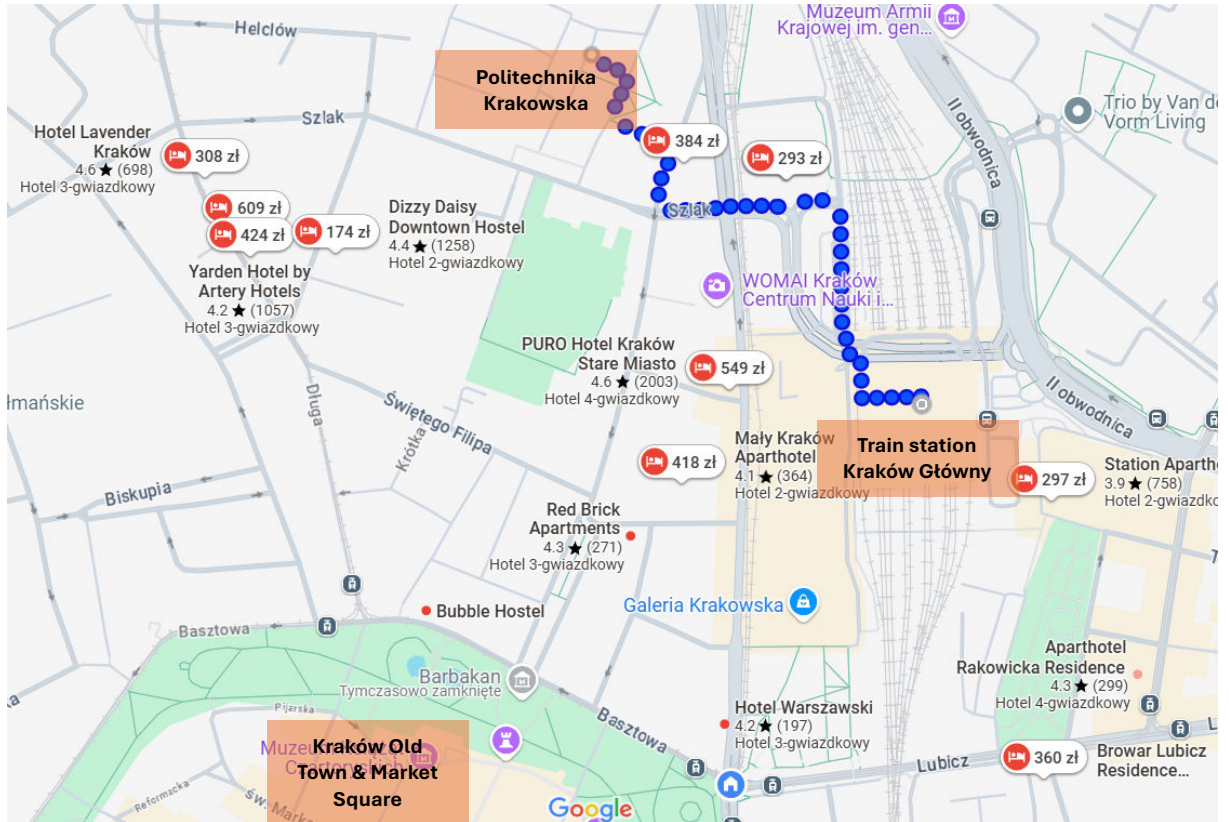 Muzeum Armii
Krajowej im. gen...
Helclów
Politechnika
Krakowska
II obwodnica
Trio by Van de
Vorm Living
Szlak
Hotel Lavender
Kraków
4.6 ★ (698)
Hotel 3-gwiazdkowy
308 zł
384 zł
293 zł
609 zł
424 zł
174 zł
Dizzy Daisy
Downtown Hostel
4.4 ★ (1258)
Hotel 2-gwiazdkowy
Szlak
Yarden Hotel by
Artery Hotels
4.2 ★ (1057)
Hotel 3-gwiazdkowy
WOMAI Kraków
Centrum Nauki i...
PURO Hotel Kraków
Stare Miasto
4.6 ★ (2003)
Hotel 4-gwiazdkowy
549 zł
II obwodnica
łmańskie
Długa
Krótka
Świętego Filipa
Train station
Kraków Główny
Mały Kraków
Aparthotel
4.1 ★ (364)
Hotel 2-gwiazdkowy
418 zł
297 zł
Station Aparth
3.9 ★ (758)
Hotel 2-gwiazdko
Biskupia
Red Brick
Apartments
4.3 ★ (271)
Hotel 3-gwiazdkowy
Galeria Krakowska
Bubble Hostel
Basztowa
Barbakan
Tymczasowo zamknięte
Aparthotel
Rakowicka Residence
4.3 ★ (299)
Hotel 4-gwiazdkowy
Pijarska
Basztowa
Hotel Warszawski
4.2 ★ (197)
Hotel 3-gwiazdkowy
Kraków Old
Town & Market
Square
Reformacka
św. Marka
Lubicz
360 zł
Browar Lubicz
Residence...
Google